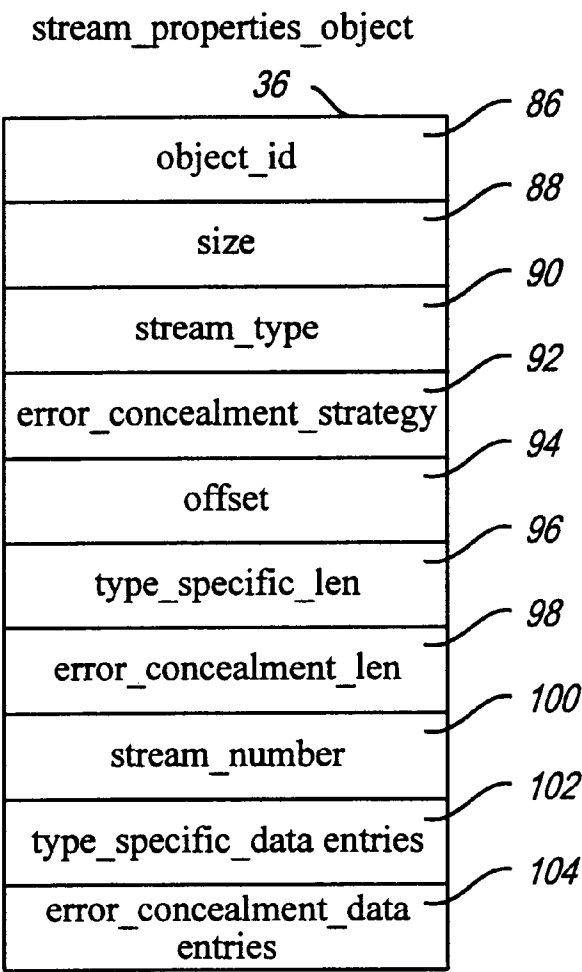 stream_properties_object
36
86
object_id
88
size
90
stream_type
92
error_concealment_strategy
94
offset
96
type_specific_len
98
error_concealment_len
100
stream_number
102
type_specific_data entries
104
error_concealment_data
entries